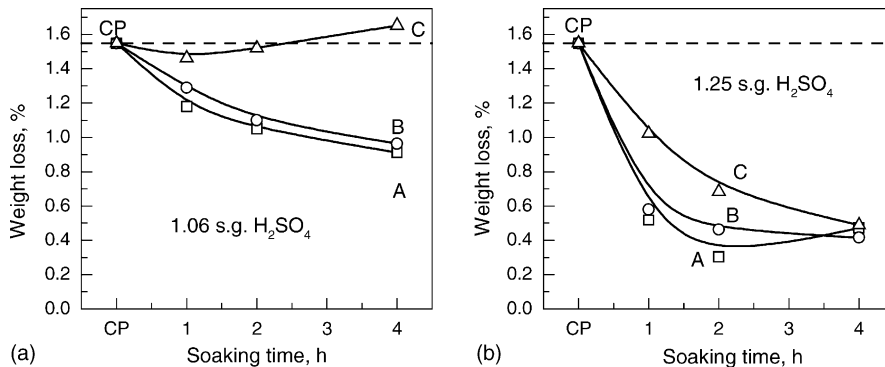 CP
C
B
A
1.06 s.g. H₂SO₄
1.6
1.4
1.2
1.0
0.8
0.6
0.4
0.2
0.0
Weight loss, %
CP 1 2 3 4
(a) Soaking time, h
CP
1.25 s.g. H₂SO₄
C
B
A
1.6
1.4
1.2
1.0
0.8
0.6
0.4
0.2
0.0
Weight loss, %
CP 1 2 3 4
(b) Soaking time, h